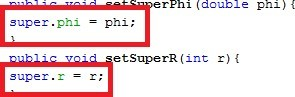 public void setSuperPhi(double phi){
super.phi = phi;
}
public void setSuperR(int r){
super.r = r;
}